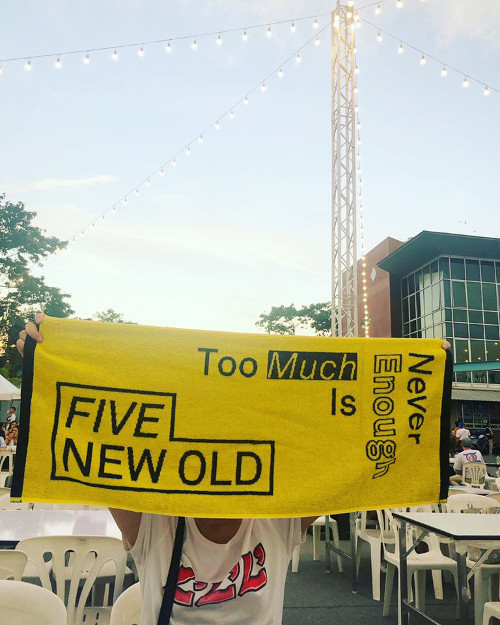 Too Much
Is
Never
Enough
FIVE
NEW OLD